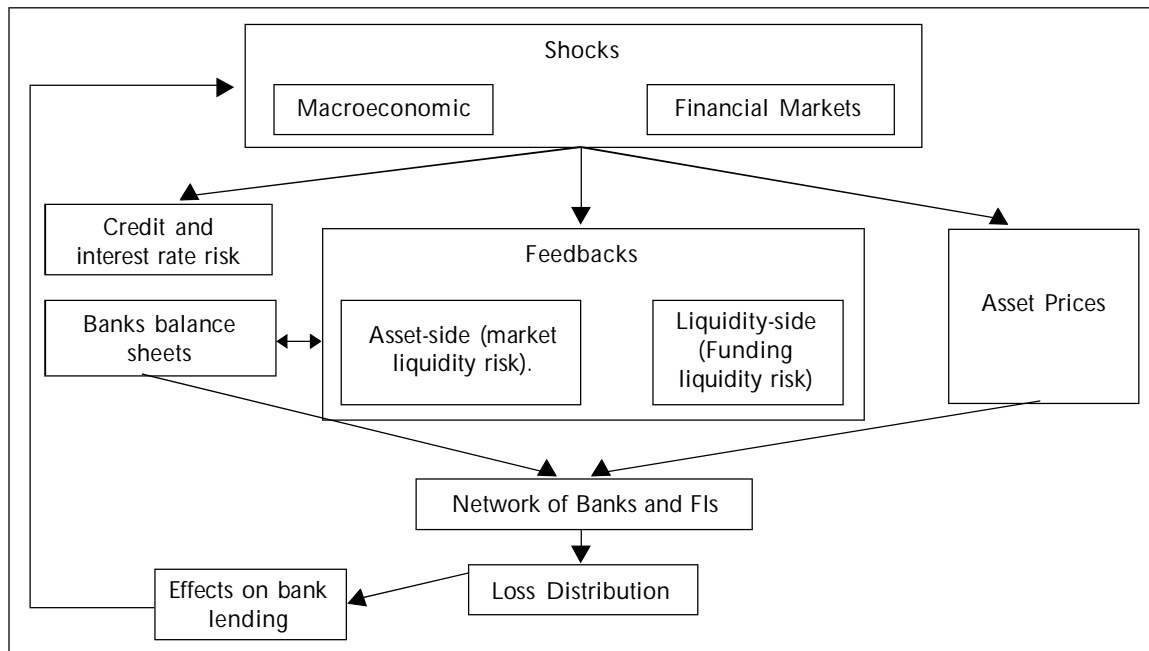 Shocks
Macroeconomic
Financial Markets
Credit and
interest rate risk
Feedbacks
Asset Prices
Banks balance
sheets
Asset-side (market
liquidity risk).
Liquidity-side
(Funding
liquidity risk)
Network of Banks and FIs
Effects on bank
lending
Loss Distribution